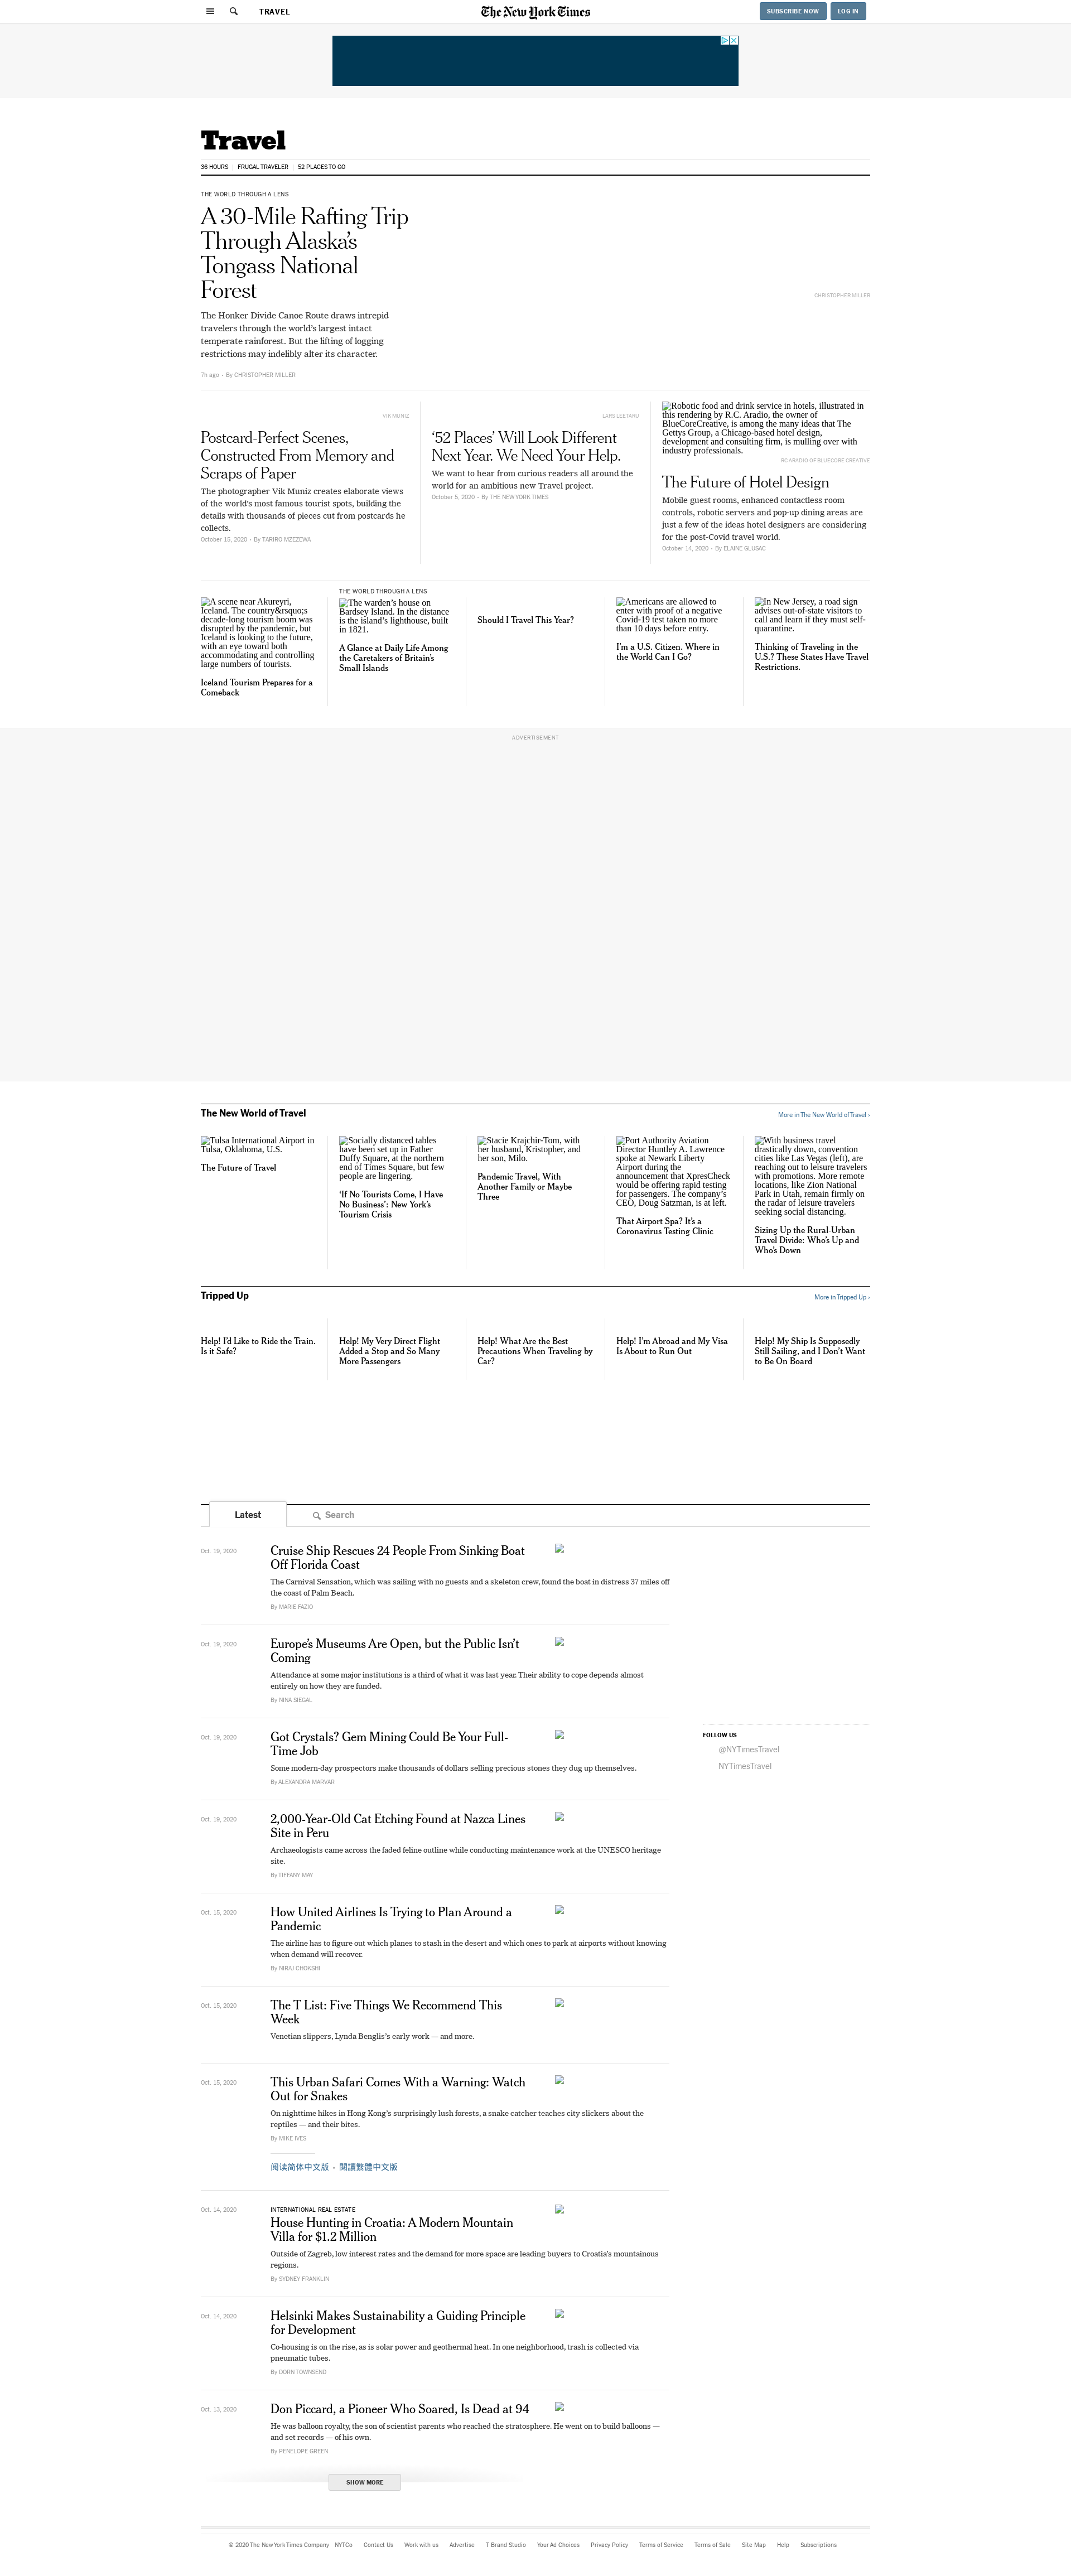 TRAVEL
The New York Times
SUBSCRIBE NOW
LOG IN
Travel
36 HOURS
FRUGAL TRAVELER
52 PLACES TO GO
THE WORLD THROUGH A LENS
A 30-Mile Rafting Trip
Through Alaska’s
Tongass National
Forest
The Honker Divide Canoe Route draws intrepid
travelers through the world’s largest intact
temperate rainforest. But the lifting of logging
restrictions may indelibly alter its character.
7h ago • By CHRISTOPHER MILLER
CHRISTOPHER MILLER
VIK MUNIZ
Postcard-Perfect Scenes,
Constructed From Memory and
Scraps of Paper
The photographer Vik Muniz creates elaborate views
of the world’s most famous tourist spots, building the
details with thousands of pieces cut from postcards he
collects.
October 15, 2020 • By TARIRO MZEZEWA
LARS LEETARU
‘52 Places’ Will Look Different
Next Year. We Need Your Help.
We want to hear from curious readers all around the
world for an ambitious new Travel project.
October 5, 2020 • By THE NEW YORK TIMES
Robotic food and drink service in hotels, illustrated in
this rendering by R.C. Aradio, the owner of
BlueCoreCreative, is among the many ideas that The
Gettys Group, a Chicago-based hotel design,
development and consulting firm, is mulling over with
industry professionals.
RC ARADIO OF BLUECORE CREATIVE
The Future of Hotel Design
Mobile guest rooms, enhanced contactless room
controls, robotic servers and pop-up dining areas are
just a few of the ideas hotel designers are considering
for the post-Covid travel world.
October 14, 2020 • By ELAINE GLUSAC
A scene near Akureyri,
Iceland. The country&rsquo;s
decade-long tourism boom was
disrupted by the pandemic, but
Iceland is looking to the future,
with an eye toward both
accommodating and controlling
large numbers of tourists.
Iceland Tourism Prepares for a
Comeback
THE WORLD THROUGH A LENS
The warden’s house on
Bardsey Island. In the distance
is the island’s lighthouse, built
in 1821.
A Glance at Daily Life Among
the Caretakers of Britain’s
Small Islands
Should I Travel This Year?
Americans are allowed to
enter with proof of a negative
Covid-19 test taken no more
than 10 days before entry.
I’m a U.S. Citizen. Where in
the World Can I Go?
In New Jersey, a road sign
advises out-of-state visitors to
call and learn if they must self-
quarantine.
Thinking of Traveling in the
U.S.? These States Have Travel
Restrictions.
ADVERTISEMENT
The New World of Travel
More in The New World of Travel »
Tulsa International Airport in
Tulsa, Oklahoma, U.S.
The Future of Travel
Socially distanced tables
have been set up in Father
Duffy Square, at the northern
end of Times Square, but few
people are lingering.
‘If No Tourists Come, I Have
No Business’: New York’s
Tourism Crisis
Stacie Krajchir-Tom, with
her husband, Kristopher, and
her son, Milo.
Pandemic Travel, With
Another Family or Maybe
Three
Port Authority Aviation
Director Huntley A. Lawrence
spoke at Newark Liberty
Airport during the
announcement that XpresCheck
would be offering rapid testing
for passengers. The company’s
CEO, Doug Satzman, is at left.
That Airport Spa? It’s a
Coronavirus Testing Clinic
With business travel
drastically down, convention
cities like Las Vegas (left), are
reaching out to leisure travelers
with promotions. More remote
locations, like Zion National
Park in Utah, remain firmly on
the radar of leisure travelers
seeking social distancing.
Sizing Up the Rural-Urban
Travel Divide: Who’s Up and
Who’s Down
Tripped Up
More in Tripped Up »
Help! I’d Like to Ride the Train.
Is it Safe?
Help! My Very Direct Flight
Added a Stop and So Many
More Passengers
Help! What Are the Best
Precautions When Traveling by
Car?
Help! I’m Abroad and My Visa
Is About to Run Out
Help! My Ship Is Supposedly
Still Sailing, and I Don’t Want
to Be On Board
Latest
Search
Oct. 19, 2020
Cruise Ship Rescues 24 People From Sinking Boat
Off Florida Coast
The Carnival Sensation, which was sailing with no guests and a skeleton crew, found the boat in distress 37 miles off
the coast of Palm Beach.
By MARIE FAZIO
Oct. 19, 2020
Europe’s Museums Are Open, but the Public Isn’t
Coming
Attendance at some major institutions is a third of what it was last year. Their ability to cope depends almost
entirely on how they are funded.
By NINA SIEGAL
Oct. 19, 2020
Got Crystals? Gem Mining Could Be Your Full-
Time Job
Some modern-day prospectors make thousands of dollars selling precious stones they dug up themselves.
By ALEXANDRA MARVAR
FOLLOW US
@NYTimesTravel
NYTimesTravel
Oct. 19, 2020
2,000-Year-Old Cat Etching Found at Nazca Lines
Site in Peru
Archaeologists came across the faded feline outline while conducting maintenance work at the UNESCO heritage
site.
By TIFFANY MAY
Oct. 15, 2020
How United Airlines Is Trying to Plan Around a
Pandemic
The airline has to figure out which planes to stash in the desert and which ones to park at airports without knowing
when demand will recover.
By NIRAJ CHOKSHI
Oct. 15, 2020
The T List: Five Things We Recommend This
Week
Venetian slippers, Lynda Benglis’s early work — and more.
Oct. 15, 2020
This Urban Safari Comes With a Warning: Watch
Out for Snakes
On nighttime hikes in Hong Kong’s surprisingly lush forests, a snake catcher teaches city slickers about the
reptiles — and their bites.
By MIKE IVES
阅读简体中文版 • 閱讀繁體中文版
Oct. 14, 2020
INTERNATIONAL REAL ESTATE
House Hunting in Croatia: A Modern Mountain
Villa for $1.2 Million
Outside of Zagreb, low interest rates and the demand for more space are leading buyers to Croatia’s mountainous
regions.
By SYDNEY FRANKLIN
Oct. 14, 2020
Helsinki Makes Sustainability a Guiding Principle
for Development
Co-housing is on the rise, as is solar power and geothermal heat. In one neighborhood, trash is collected via
pneumatic tubes.
By DORN TOWNSEND
Oct. 13, 2020
Don Piccard, a Pioneer Who Soared, Is Dead at 94
He was balloon royalty, the son of scientist parents who reached the stratosphere. He went on to build balloons —
and set records — of his own.
By PENELOPE GREEN
SHOW MORE
© 2020 The New York Times Company NYTCo Contact Us Work with us Advertise T Brand Studio Your Ad Choices Privacy Policy Terms of Service Terms of Sale Site Map Help Subscriptions